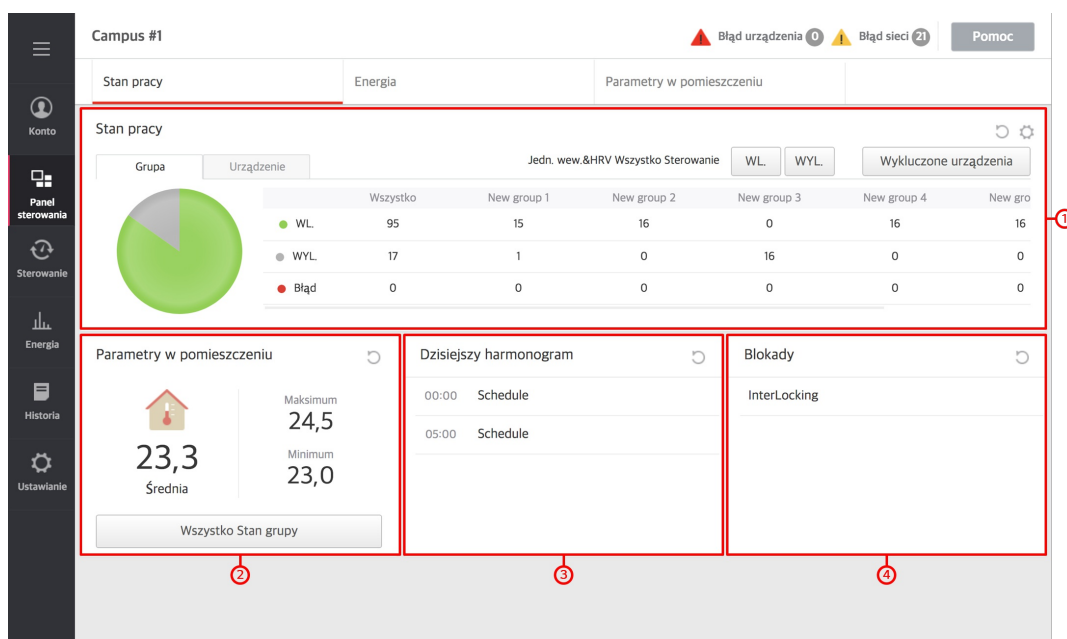 Campus #1
Błąd urządzenia 0 Błąd sieci 21 Pomoc
Stan pracy Energia Parametry w pomieszczeniu
Konto
Panel sterowania
Sterowanie
Energia
Historia
Ustawianie
Stan pracy
Grupa Urządzenie Jedn. wew.&HRV Wszystko Sterowanie WL. WYL. Wykluczone urządzenia
Wszystko New group 1 New group 2 New group 3 New group 4 New gro
WL. 95 15 16 0 16 16
WYL. 17 1 0 16 0 0
Błąd 0 0 0 0 0 0
1
Parametry w pomieszczeniu
23,3
Średnia
Maksimum
24,5
Minimum
23,0
Wszystko Stan grupy
2
Dzisiejszy harmonogram
00:00 Schedule
05:00 Schedule
3
Blokady
InterLocking
4